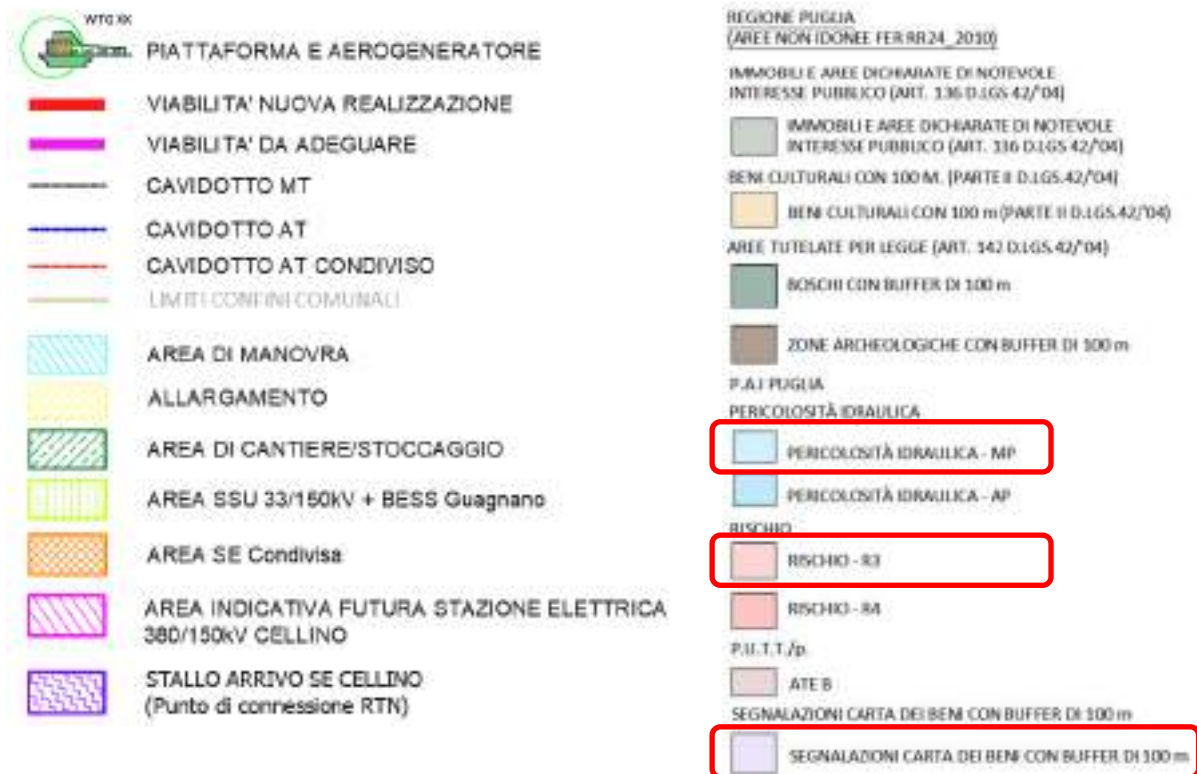 WTG XX
PIATTAFORMA E AEROGENERATORE
VIABILITA' NUOVA REALIZZAZIONE
VIABILITA' DA ADEGUARE
CAVIDOTTO MT
CAVIDOTTO AT
CAVIDOTTO AT CONDIVISO
LIMITI CONFINI COMUNALI
AREA DI MANOVRA
ALLARGAMENTO
AREA DI CANTIERE/STOCCAGGIO
AREA SSU 33/150kV + BESS Guagnano
AREA SE Condivisa
AREA INDICATIVA FUTURA STAZIONE ELETTRICA
380/150kV CELLINO
STALLO ARRIVO SE CELLINO
(Punto di connessione RTN)
REGIONE PUGLIA
(AREE NON IDONEE FER RR24_2010)
IMMOBILI E AREE DICHIARATE DI NOTEVOLE
INTERESSE PUBBLICO (ART. 136 D.LGS 42/'04)
IMMOBILI E AREE DICHIARATE DI NOTEVOLE
INTERESSE PUBBLICO (ART. 136 D.LGS 42/'04)
BENI CULTURALI CON 100 M. (PARTE II D.LGS.42/'04)
BENI CULTURALI CON 100 m (PARTE II D.LGS.42/'04)
AREE TUTELATE PER LEGGE (ART. 142 D.LGS.42/'04)
BOSCHI CON BUFFER DI 100 m
ZONE ARCHEOLOGICHE CON BUFFER DI 100 m
P.A.I PUGLIA
PERICOLOSITÀ IDRAULICA
PERICOLOSITÀ IDRAULICA - MP
PERICOLOSITÀ IDRAULICA - AP
RISCHIO
RISCHIO - R3
RISCHIO - R4
P.U.T.T./p.
ATE B
SEGNALAZIONI CARTA DEI BENI CON BUFFER DI 100 m
SEGNALAZIONI CARTA DEI BENI CON BUFFER DI 100 m